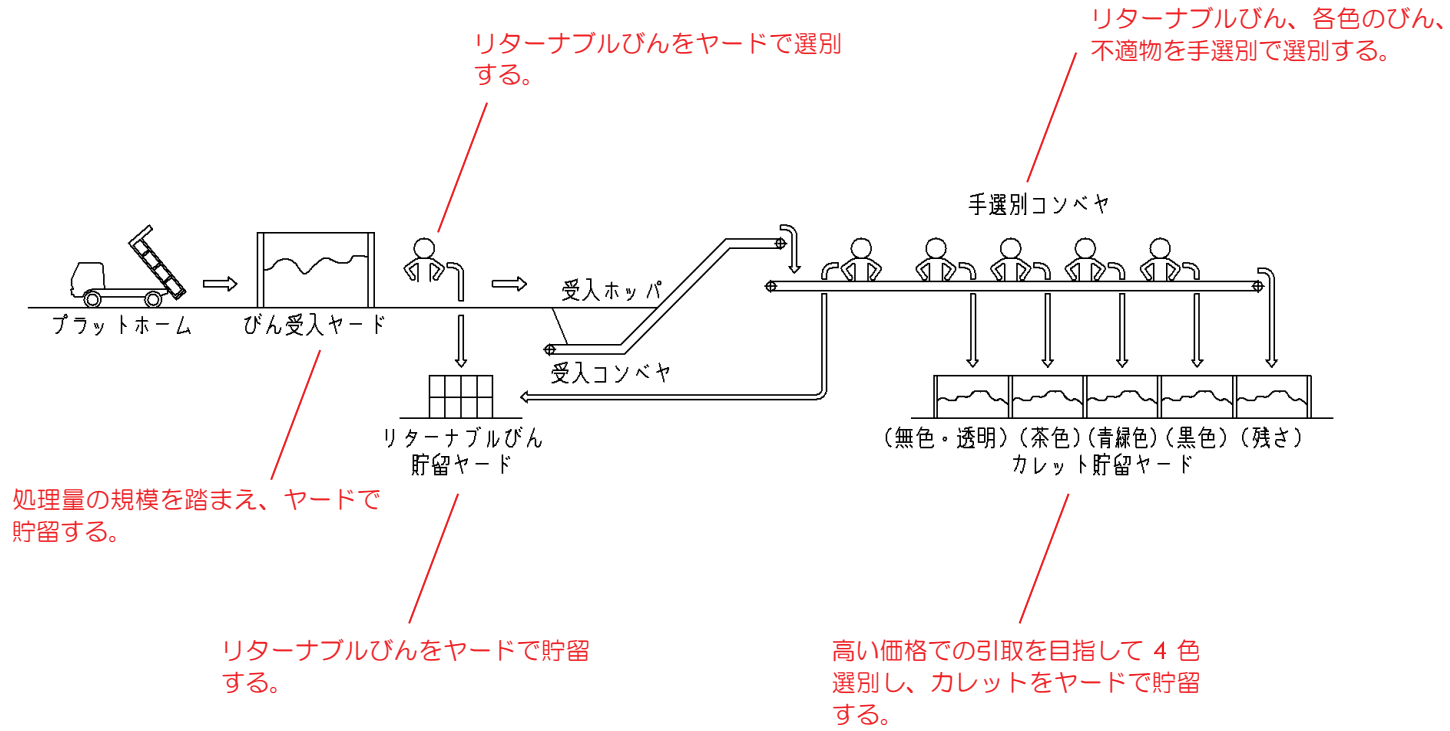 リターナブルびん、各色のびん、
不適物を手選別で選別する。
リターナブルびんをヤードで選別
する。
手選別コンベヤ
受入ホッパ
プラットホーム
びん受入ヤード
受入コンベヤ
リターナブルびん
貯留ヤード
(無色・透明)(茶色)(青緑色)(黒色)(残さ)
カレット貯留ヤード
処理量の規模を踏まえ、ヤードで
貯留する。
リターナブルびんをヤードで貯留
する。
高い価格での引取を目指して 4 色
選別し、カレットをヤードで貯留
する。